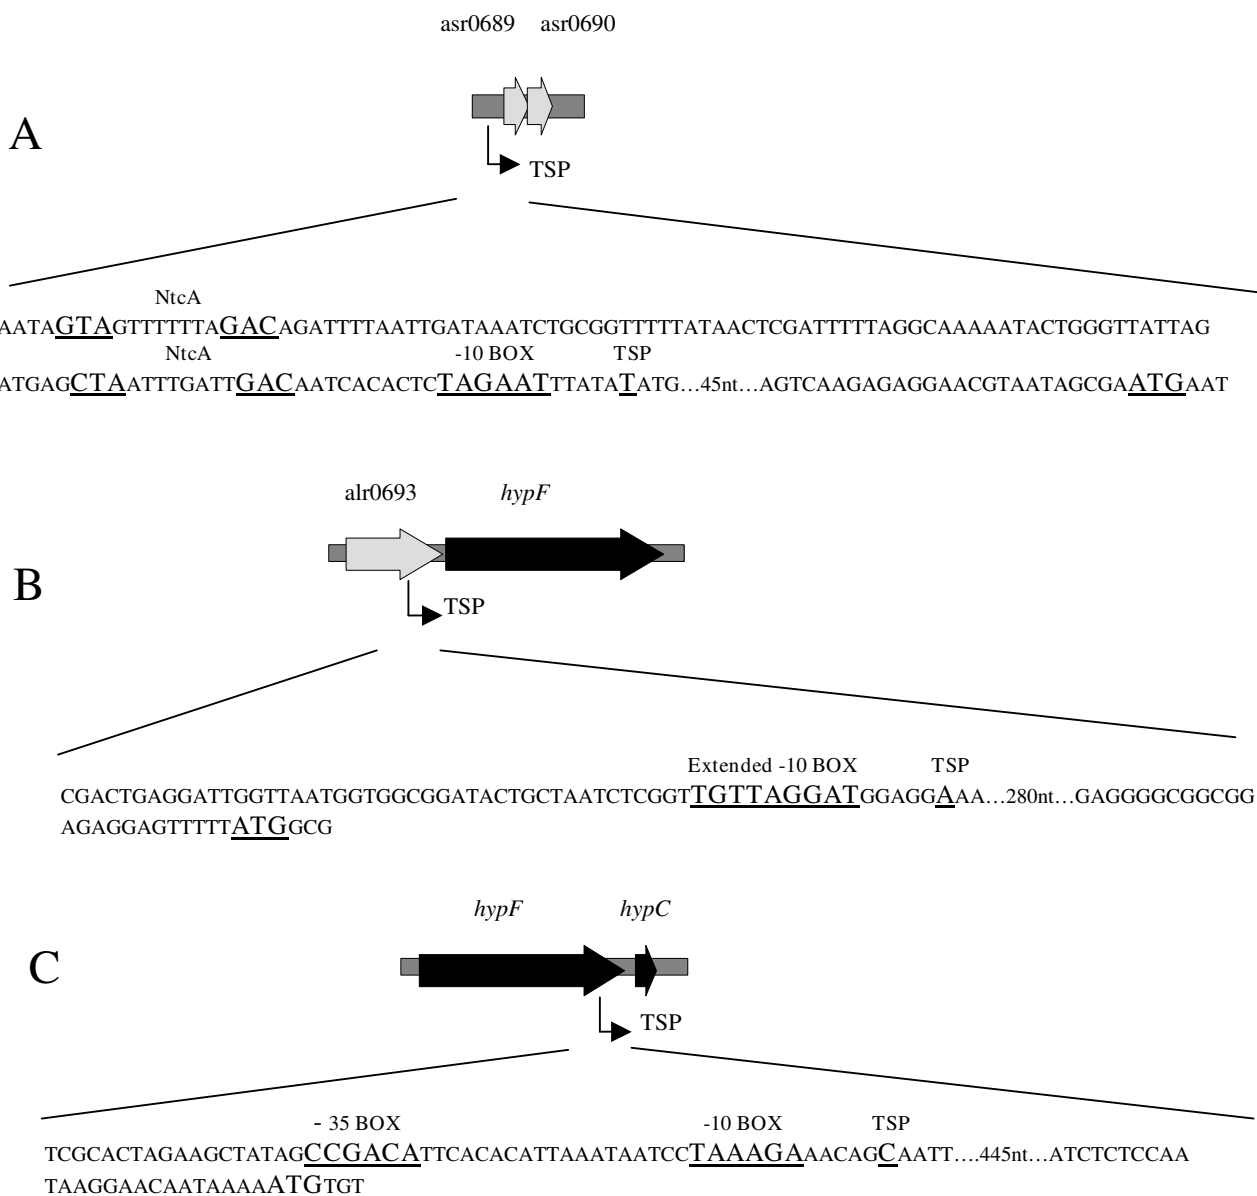 asr0689 asr0690
A
TSP
NtcA
AATAGTAGTTTTTTAGACAGATTTTAATTGATAAATCTGCGGTTTTTATAACTCGATTTTTAGGCAAAAATACTGGGTTATTAG
NtcA -10 BOX TSP
ATGAGCTAATTTGATTGACAATCACACTCTAGAATTTATATATG...45nt...AGTCAAGAGAGGAACGTAATAGCGAATGAAT
alr0693 hypF
B
TSP
Extended -10 BOX TSP
CGACTGAGGATTGGTTAATGGTGGCGGATACTGCTAATCTCGGTTGTTAGGATGGAGGAAA...280nt...GAGGGGCGGCGG
AGAGGAGTTTTTATGGCG
hypF hypC
C
TSP
- 35 BOX -10 BOX TSP
TCGCACTAGAAGCTATAGCCGACATTCACACATTAAATAATCCTAAAGAAACAGCAATT....445nt...ATCTCTCCAA
TAAGGAACAATAAAAATGTGT